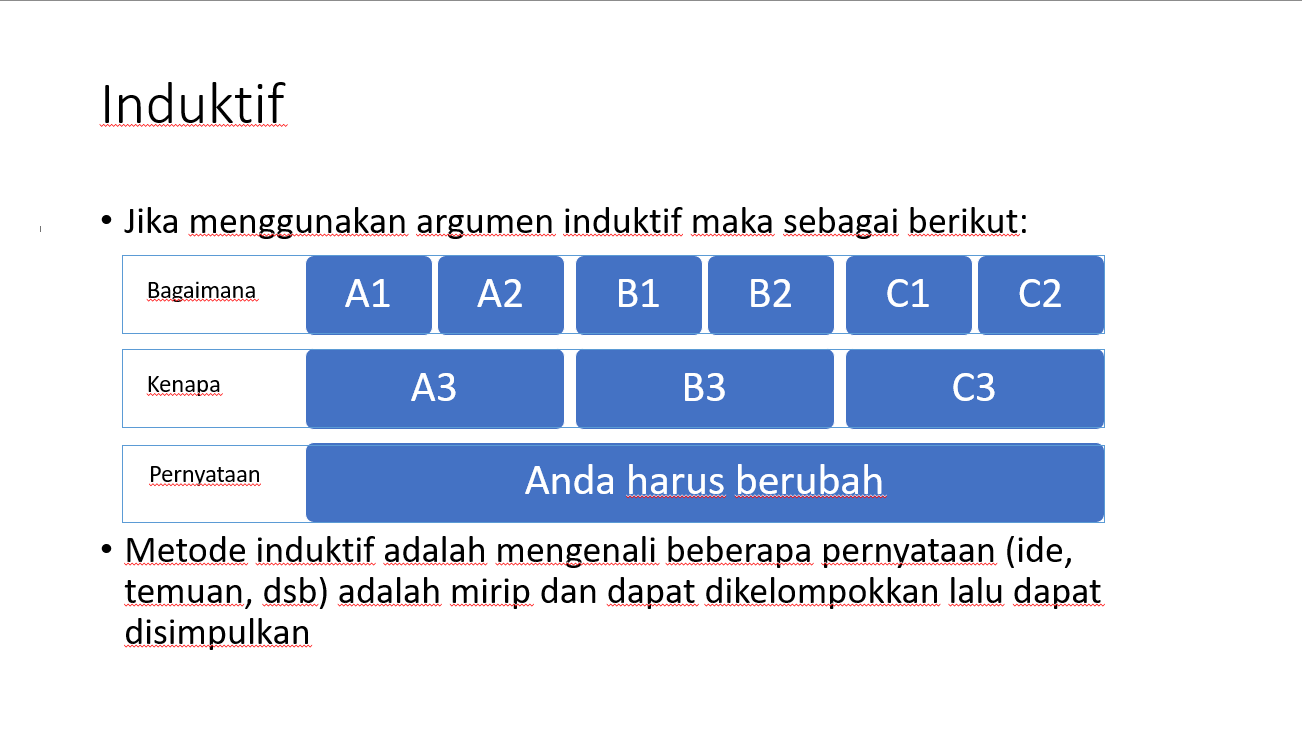 Induktif
• Jika menggunakan argumen induktif maka sebagai berikut:
Bagaimana A1 A2 B1 B2 C1 C2
Kenapa A3 B3 C3
Pernyataan Anda harus berubah
• Metode induktif adalah mengenali beberapa pernyataan (ide,
temuan, dsb) adalah mirip dan dapat dikelompokkan lalu dapat
disimpulkan